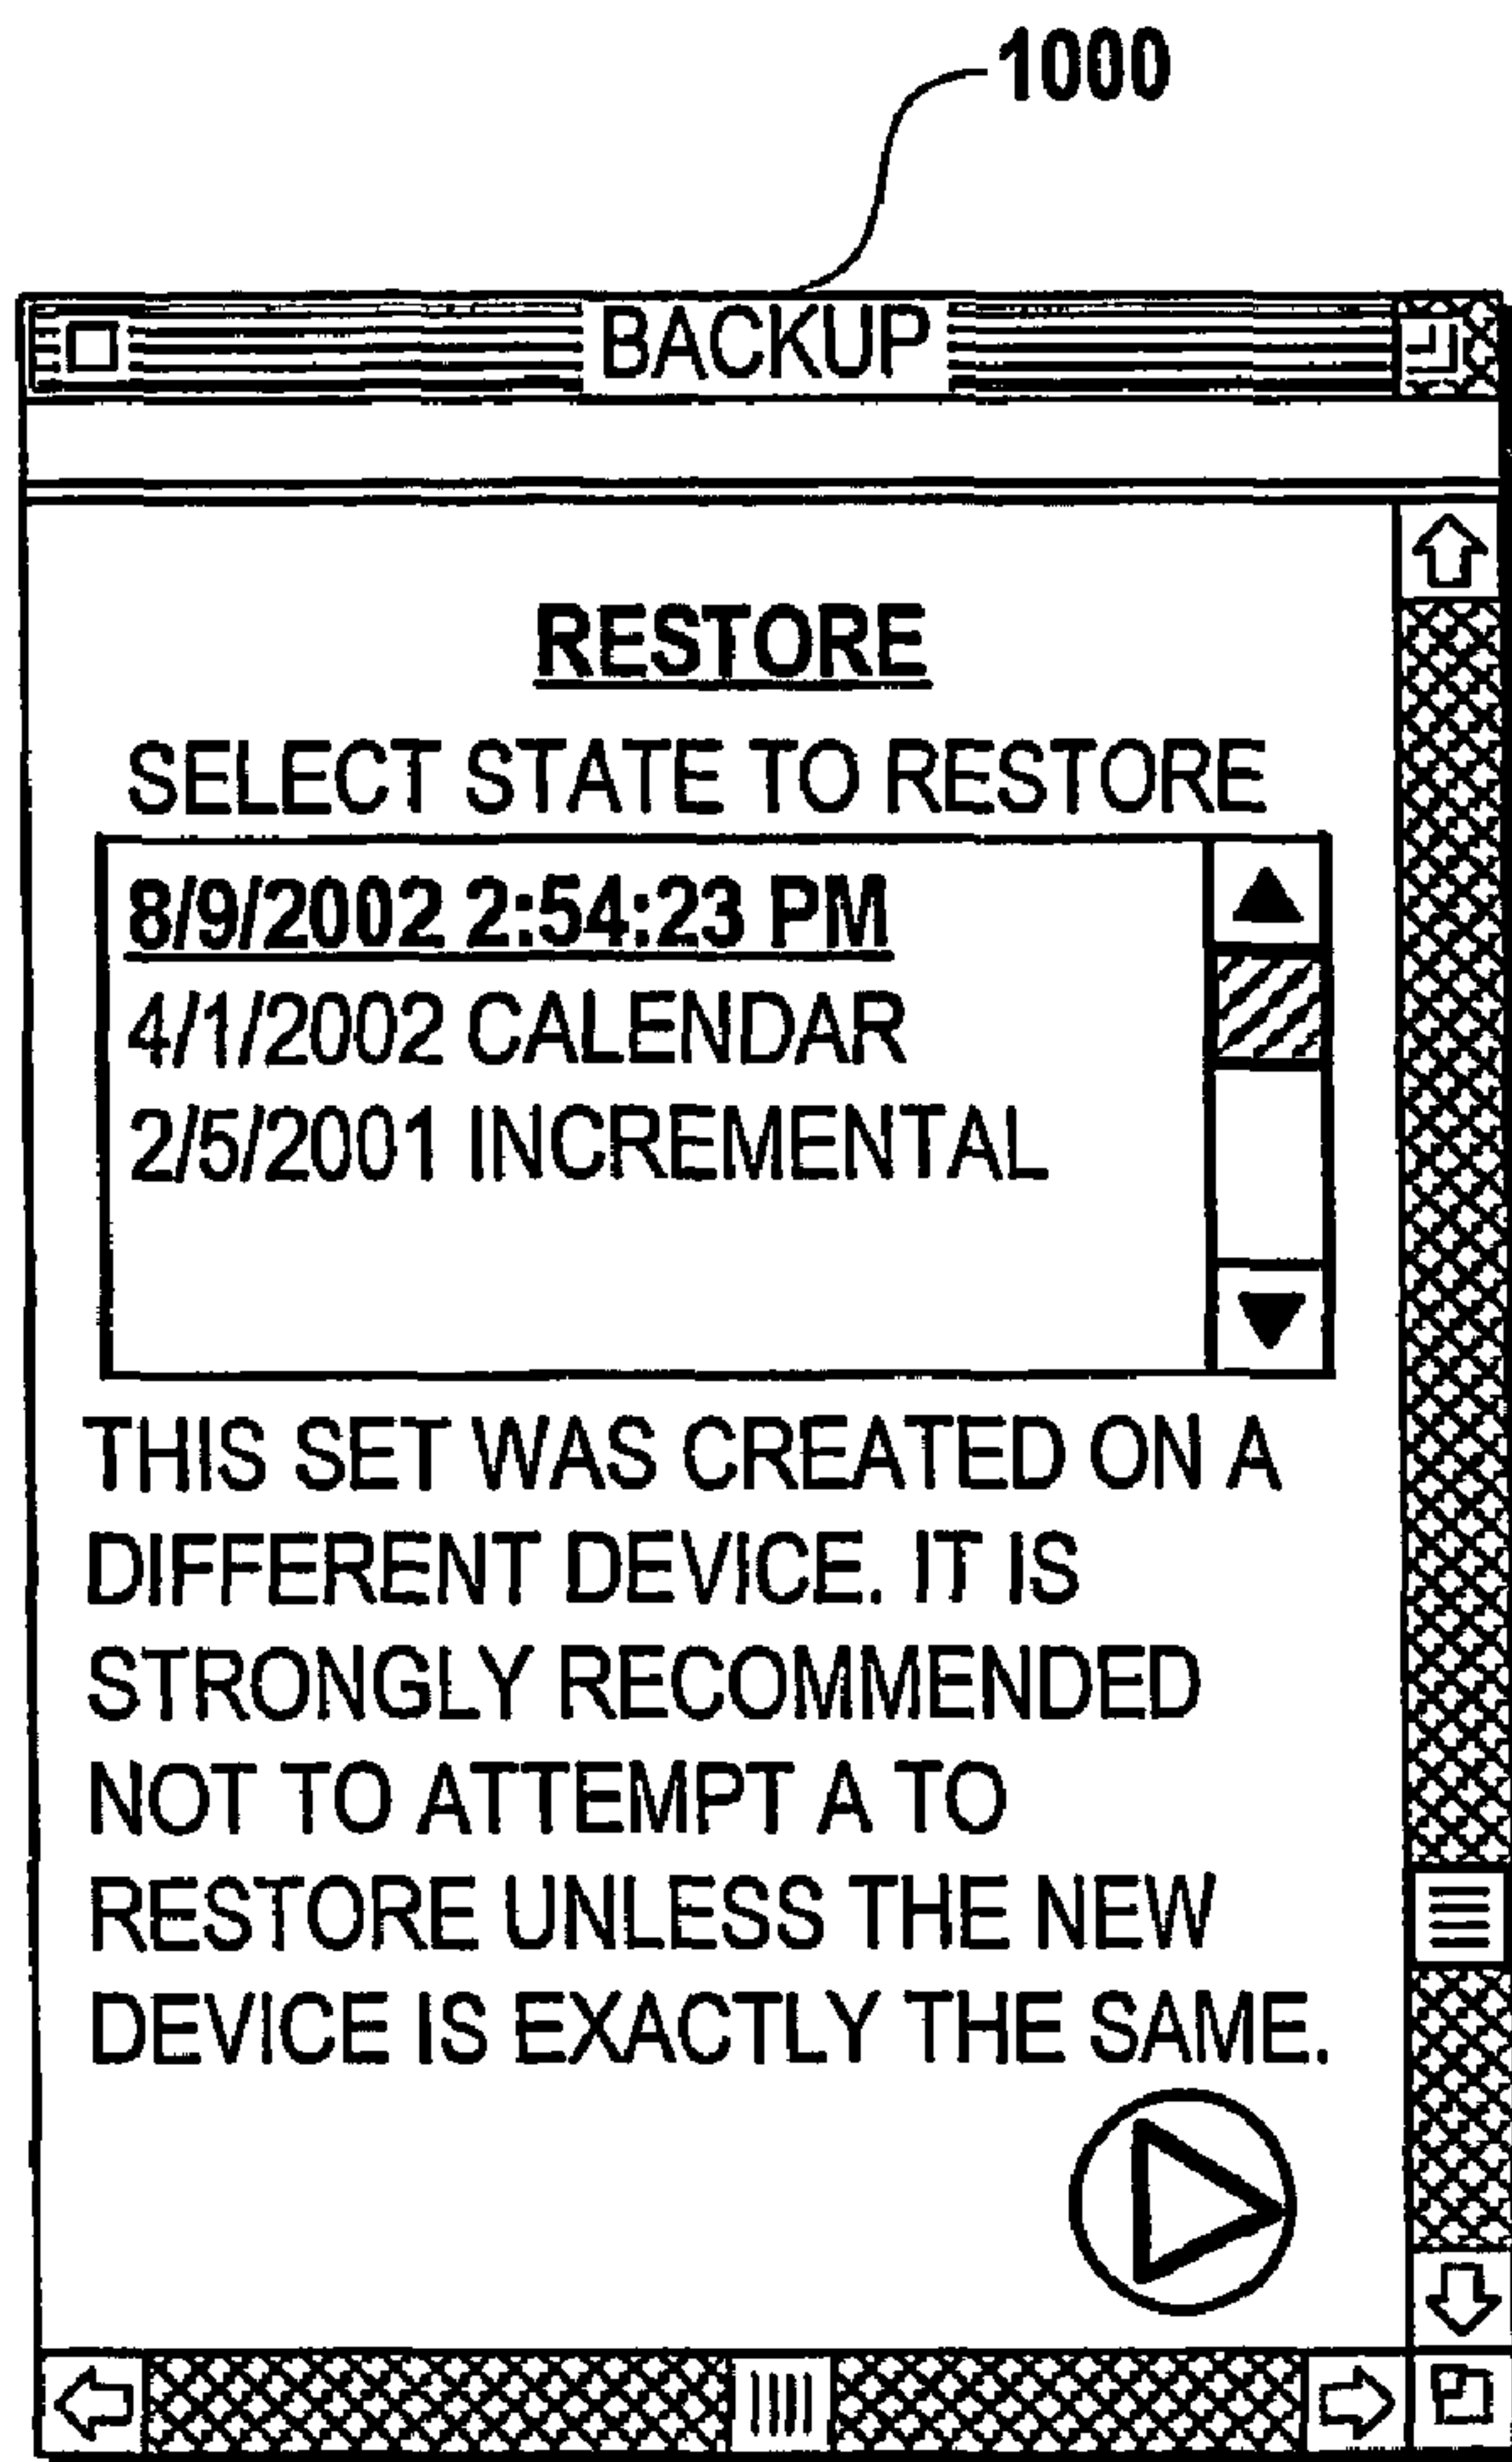 1000
BACKUP
RESTORE
SELECT STATE TO RESTORE
8/9/2002 2:54:23 PM
4/1/2002 CALENDAR
2/5/2001 INCREMENTAL
THIS SET WAS CREATED ON A
DIFFERENT DEVICE. IT IS
STRONGLY RECOMMENDED
NOT TO ATTEMPT A TO
RESTORE UNLESS THE NEW
DEVICE IS EXACTLY THE SAME.